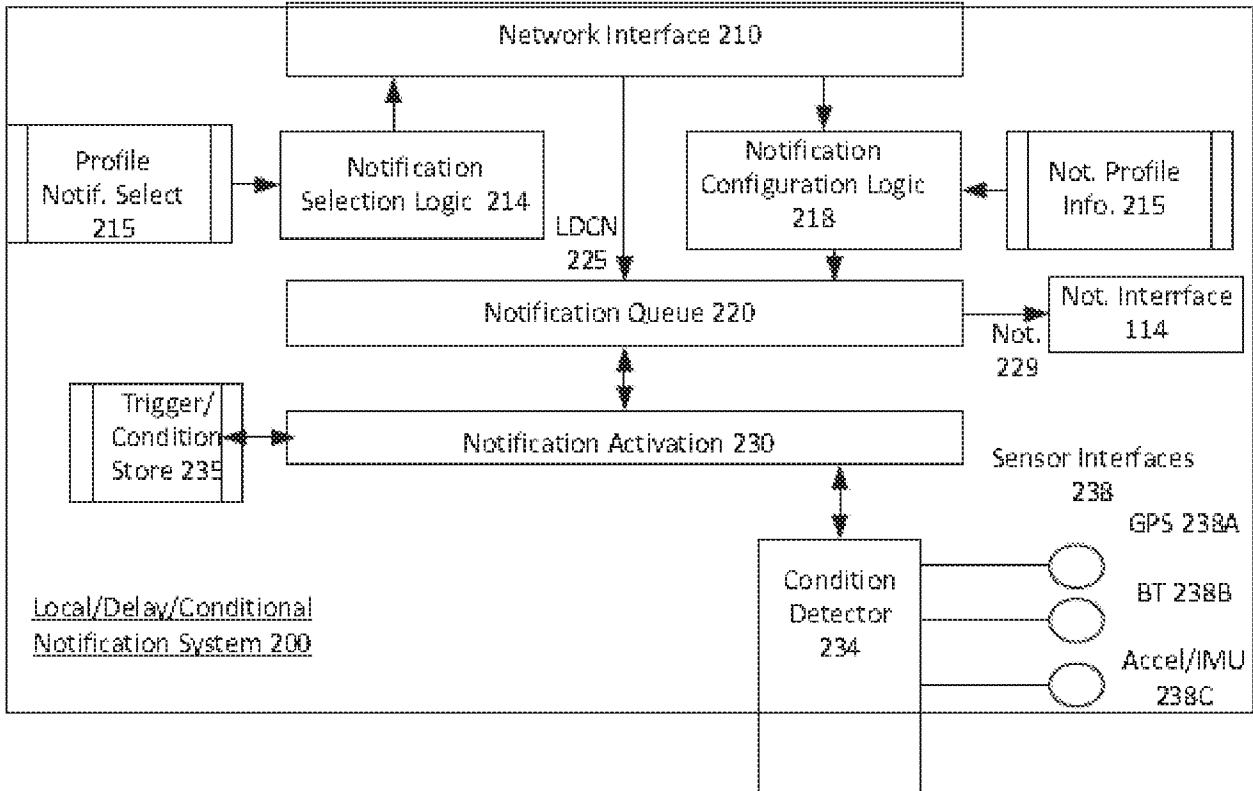 Network Interface 210
Profile
Notif. Select
215
Notification
Selection Logic 214
Notification
Configuration Logic
218
Not. Profile
Info. 215
LDCN
225
Notification Queue 220
Not. Interrface
114
Not.
229
Trigger/
Condition
Store 235
Notification Activation 230
Sensor Interfaces
238
GPS 238A
Condition
Detector
234
BT 238B
Accel/IMU
238C
Local/Delay/Conditional
Notification System 200